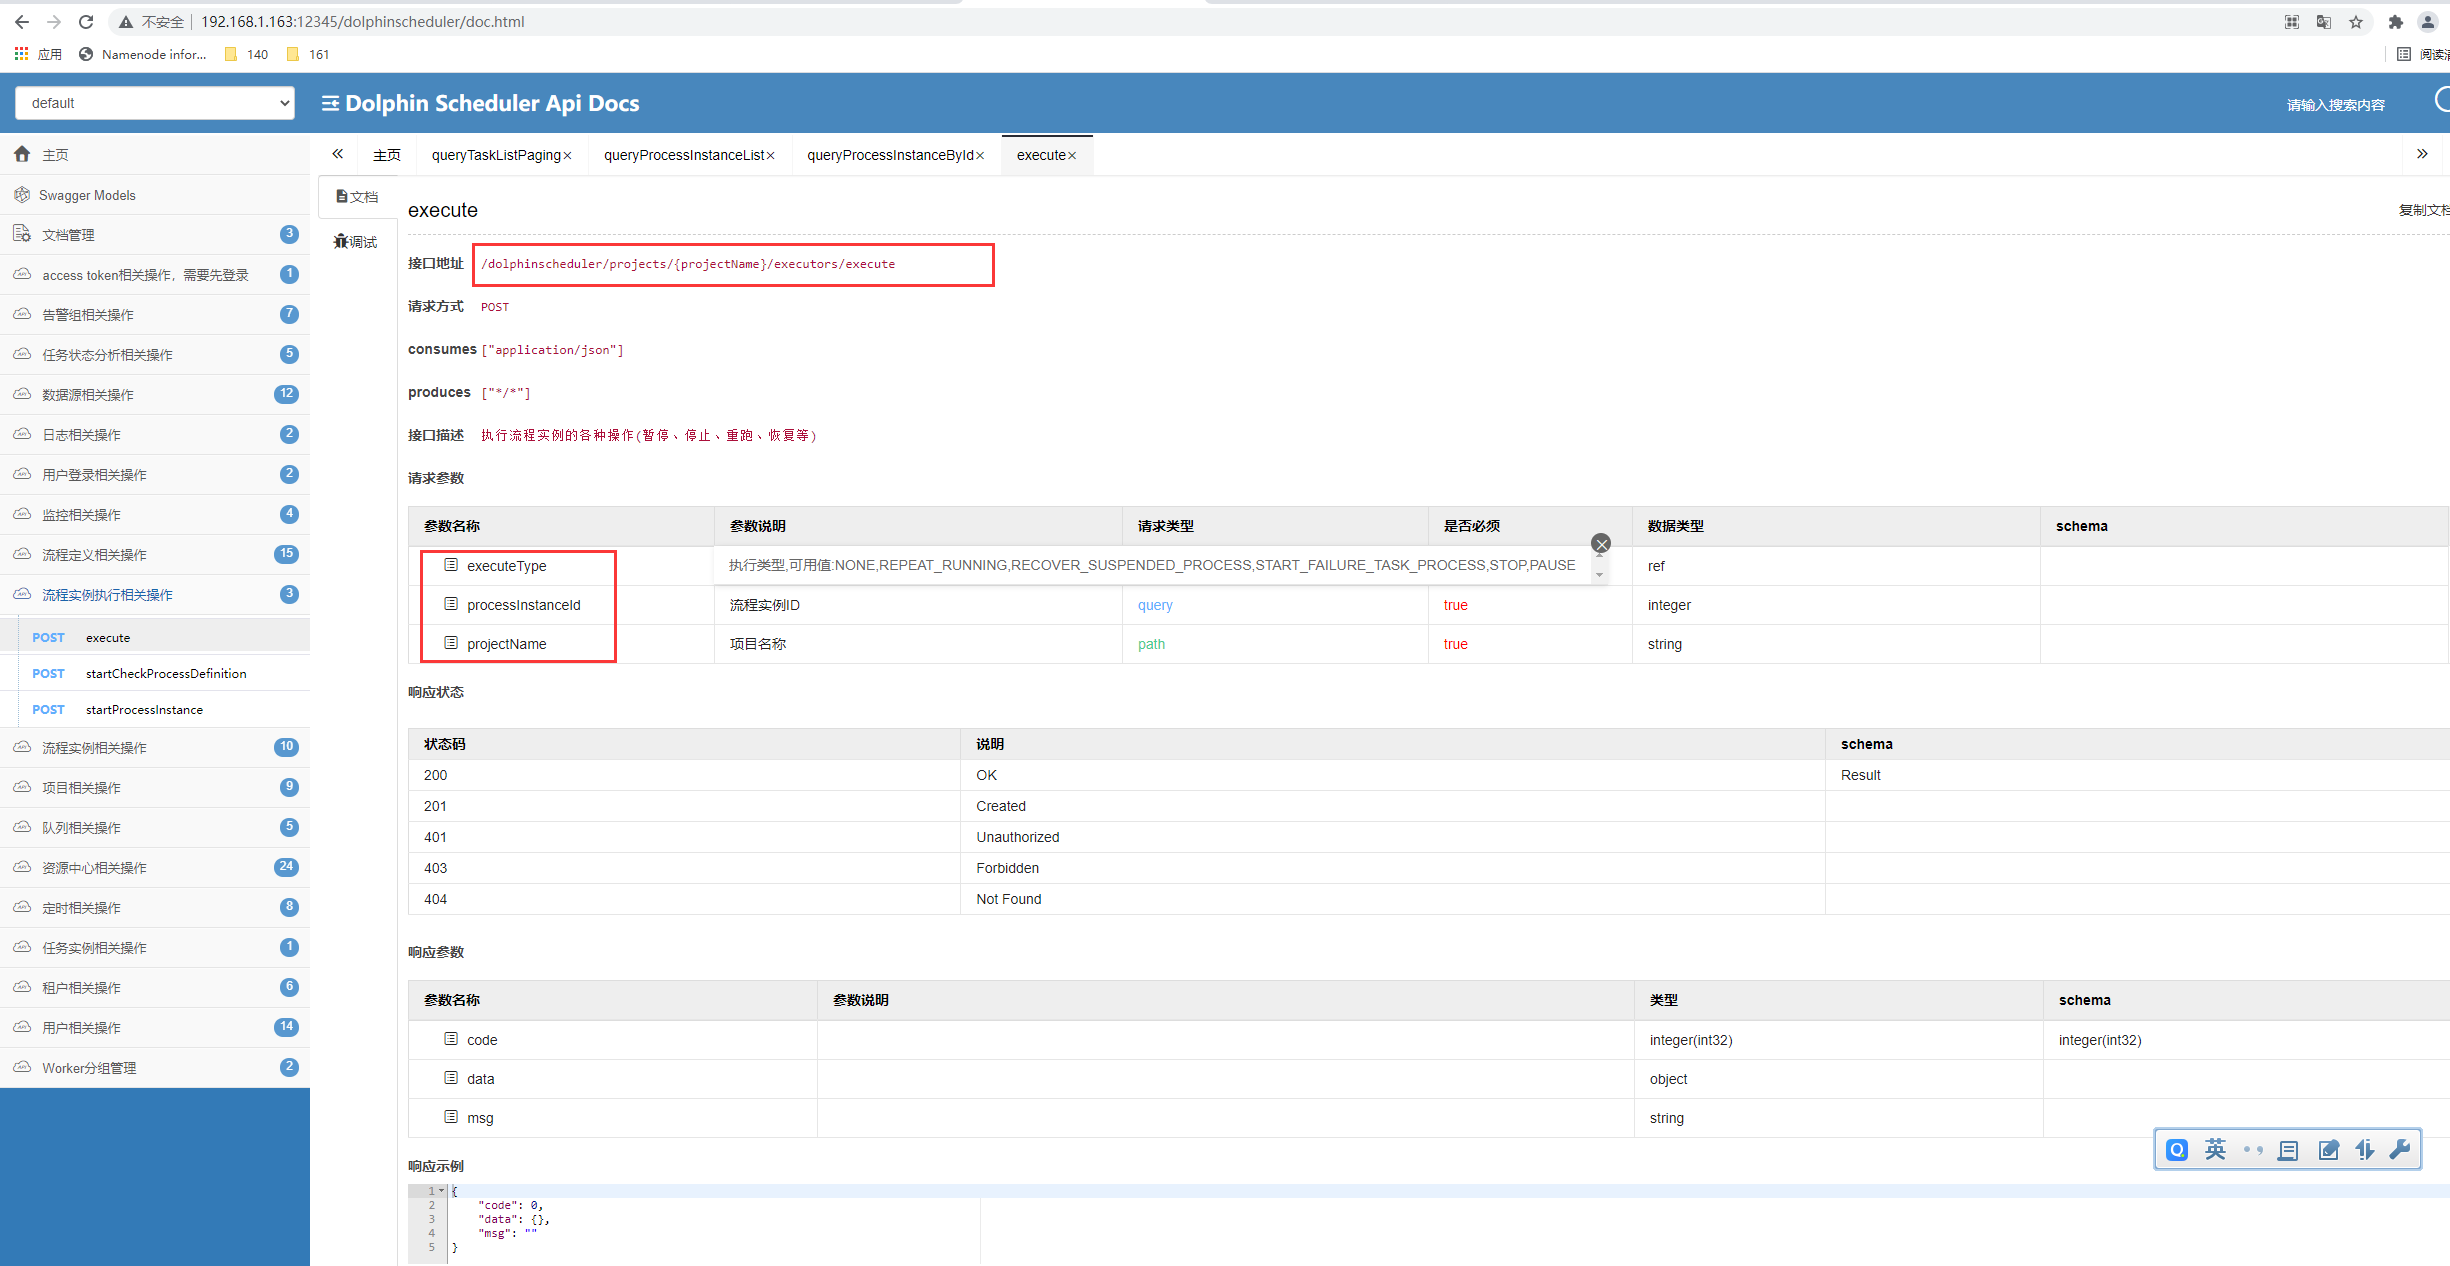 不安全 192.168.1.163:12345/dolphinscheduler/doc.html
应用 Namenode infor... 140 161
default
Dolphin Scheduler Api Docs
请输入搜索内容
主页
Swagger Models
文档管理 3
access token相关操作，需要先登录 1
告警组相关操作 7
任务状态分析相关操作 5
数据源相关操作 12
日志相关操作 2
用户登录相关操作 2
监控相关操作 4
流程定义相关操作 15
流程实例执行相关操作 3
POST execute
POST startCheckProcessDefinition
POST startProcessInstance
流程实例相关操作 10
项目相关操作 9
队列相关操作 5
资源中心相关操作 24
定时相关操作 8
任务实例相关操作 1
租户相关操作 6
用户相关操作 14
Worker分组管理 2
« 主页 queryTaskListPaging× queryProcessInstanceList× queryProcessInstanceById× execute× »
文档
调试
execute
复制文档
接口地址 /dolphinscheduler/projects/{projectName}/executors/execute
请求方式 POST
consumes ["application/json"]
produces ["*/*"]
接口描述 执行流程实例的各种操作(暂停、停止、重跑、恢复等)
请求参数
参数名称 参数说明 请求类型 是否必须 数据类型 schema
executeType 执行类型,可用值:NONE,REPEAT_RUNNING,RECOVER_SUSPENDED_PROCESS,START_FAILURE_TASK_PROCESS,STOP,PAUSE ref
processInstanceId 流程实例ID query true integer
projectName 项目名称 path true string
响应状态
状态码 说明 schema
200 OK Result
201 Created
401 Unauthorized
403 Forbidden
404 Not Found
响应参数
参数名称 参数说明 类型 schema
code integer(int32) integer(int32)
data object
msg string
英
响应示例
1 {
2 "code": 0,
3 "data": {},
4 "msg": ""
5 }